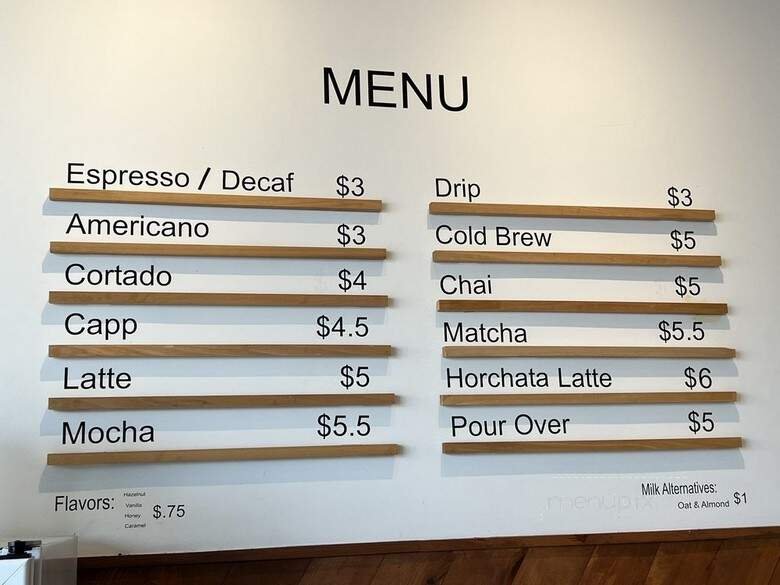 MENU
Espresso / Decaf $3
Americano $3
Cortado $4
Capp $4.5
Latte $5
Mocha $5.5
Flavors: Hazelnut Vanilla Honey Caramel $.75
Drip $3
Cold Brew $5
Chai $5
Matcha $5.5
Horchata Latte $6
Pour Over $5
Milk Alternatives:
Oat & Almond $1
menupix